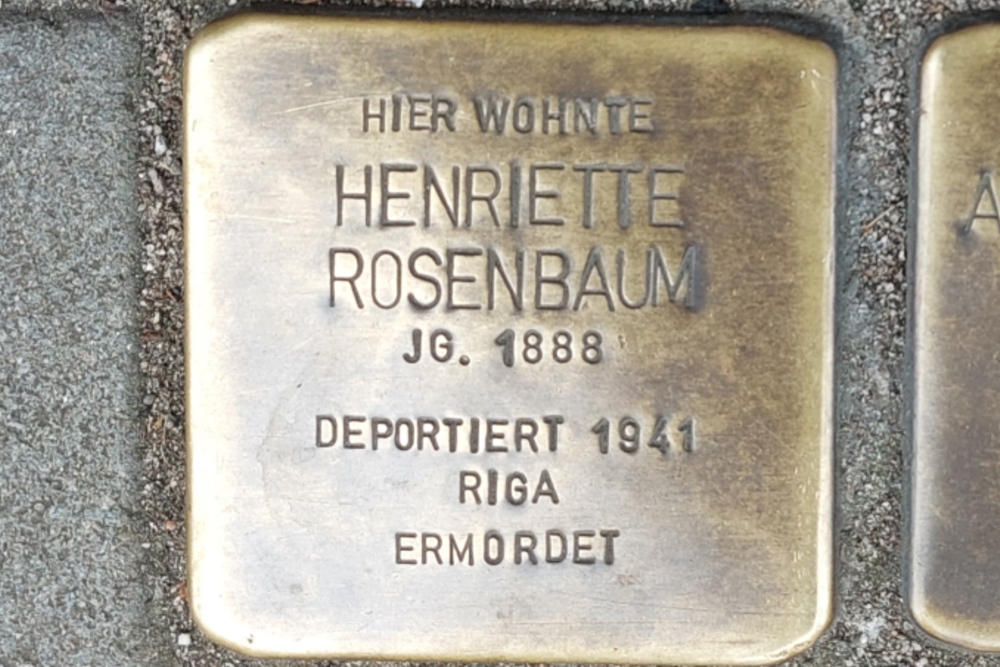 HIER WOHNTE
HENRIETTE
ROSENBAUM
JG. 1888
DEPORTIERT 1941
RIGA
ERMORDET